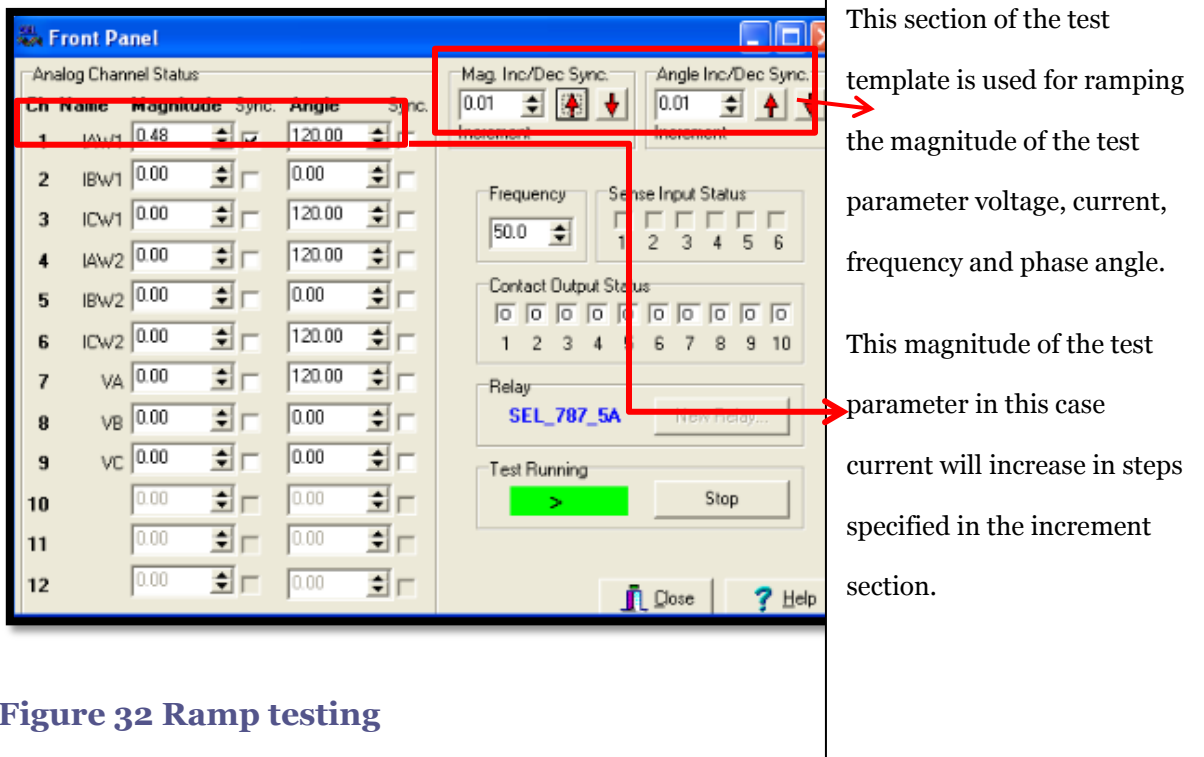 Front Panel
Analog Channel Status
Ch Name Magnitude Sync. Angle Sync.
1 IAW1 0.48 120.00
2 IBW1 0.00 0.00
3 ICW1 0.00 120.00
4 IAW2 0.00 120.00
5 IBW2 0.00 0.00
6 ICW2 0.00 120.00
7 VA 0.00 120.00
8 VB 0.00 0.00
9 VC 0.00 0.00
10 0.00 0.00
11 0.00 0.00
12 0.00 0.00
Mag. Inc/Dec Sync.
0.01
Increment
Angle Inc/Dec Sync.
0.01
Increment
Frequency
50.0
Sense Input Status
1 2 3 4 5 6
Contact Output Status
O O O O O O O O O O
1 2 3 4 5 6 7 8 9 10
Relay
SEL_787_5A New Relay...
Test Running
> Stop
Close Help
This section of the test
template is used for ramping
the magnitude of the test
parameter voltage, current,
frequency and phase angle.
This magnitude of the test
parameter in this case
current will increase in steps
specified in the increment
section.
Figure 32 Ramp testing